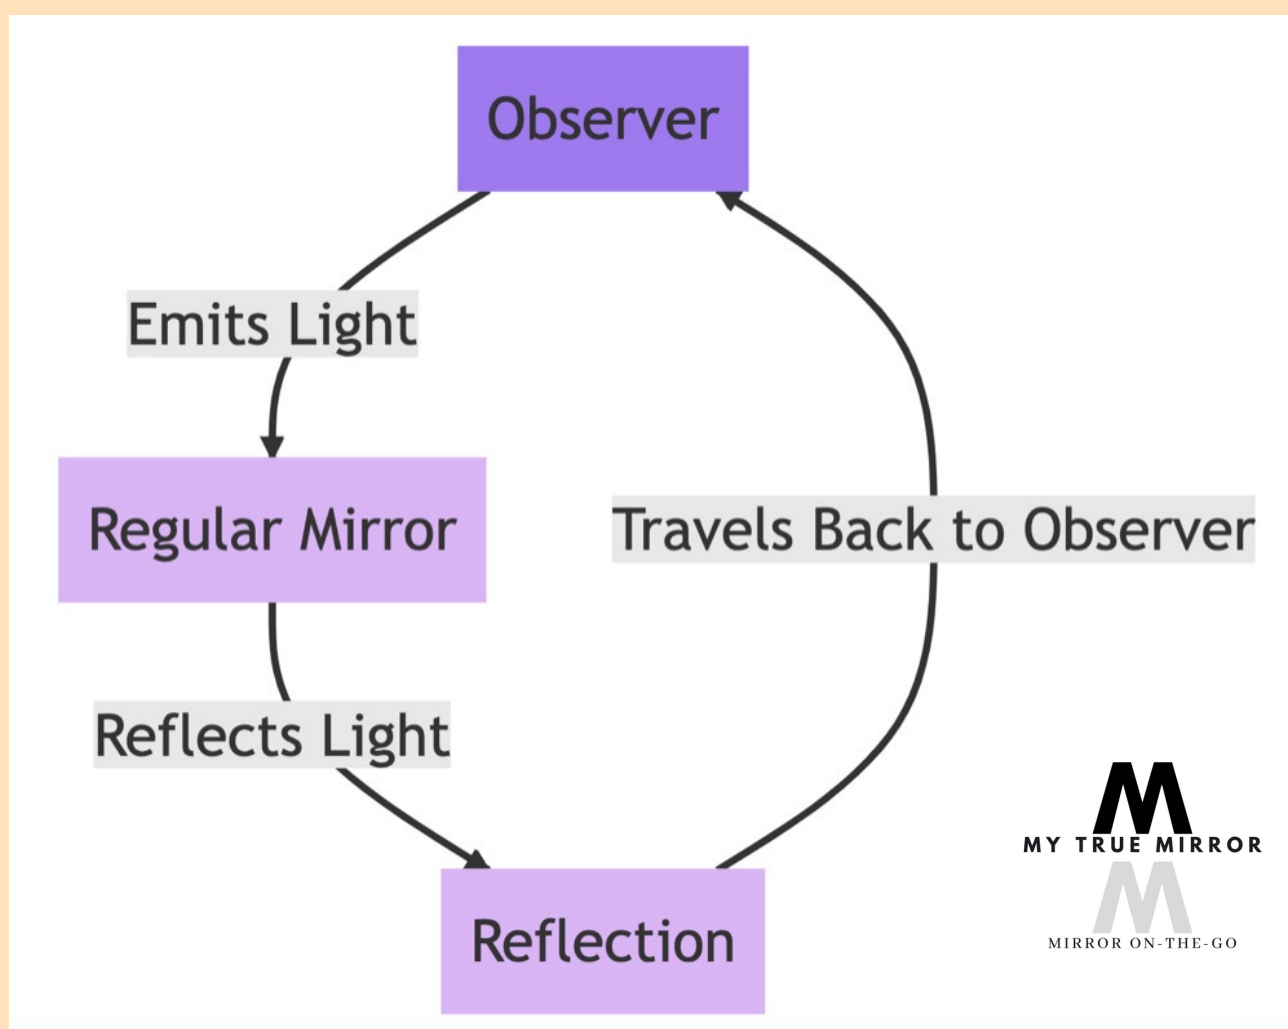 Observer
Emits Light
Regular Mirror
Travels Back to Observer
Reflects Light
Reflection
M
MY TRUE MIRROR
M
MIRROR ON-THE-GO